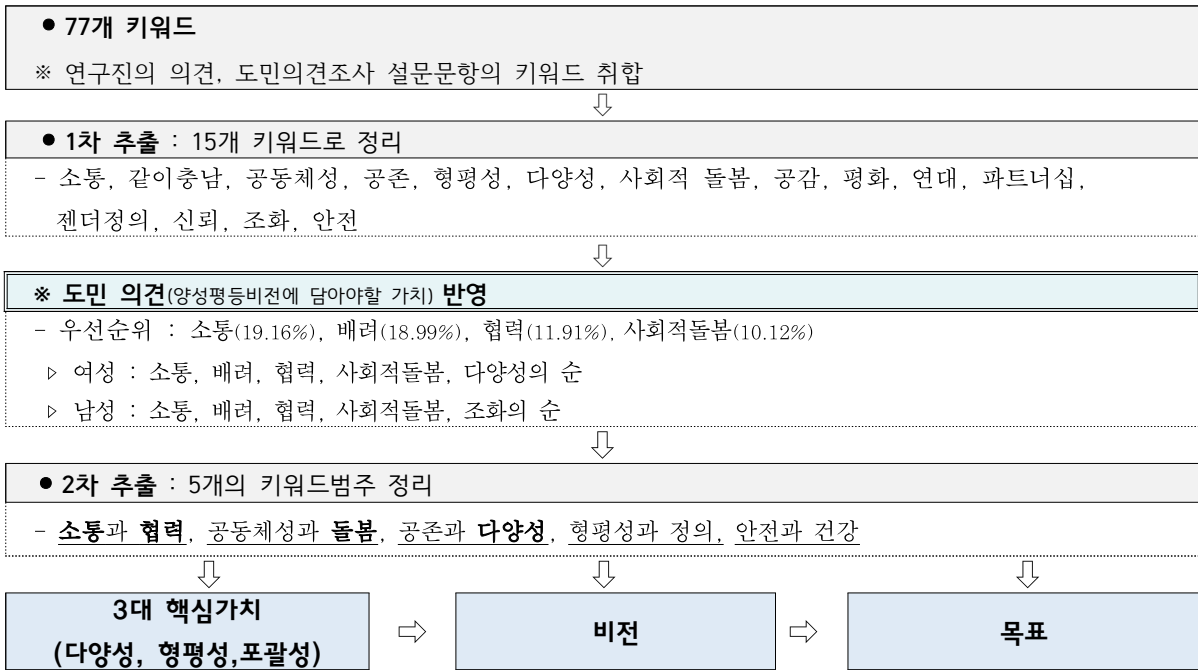 ● 77개 키워드
※ 연구진의 의견, 도민의견조사 설문문항의 키워드 취합
⇩
● 1차 추출 : 15개 키워드로 정리
- 소통, 같이충남, 공동체성, 공존, 형평성, 다양성, 사회적 돌봄, 공감, 평화, 연대, 파트너십,
젠더정의, 신뢰, 조화, 안전
⇩
※ 도민 의견(양성평등비전에 담아야할 가치) 반영
- 우선순위 : 소통(19.16%), 배려(18.99%), 협력(11.91%), 사회적돌봄(10.12%)
▷ 여성 : 소통, 배려, 협력, 사회적돌봄, 다양성의 순
▷ 남성 : 소통, 배려, 협력, 사회적돌봄, 조화의 순
⇩
● 2차 추출 : 5개의 키워드범주 정리
- 소통과 협력, 공동체성과 돌봄, 공존과 다양성, 형평성과 정의, 안전과 건강
⇩ ⇩ ⇩
3대 핵심가치
(다양성, 형평성,포괄성)
⇨ 비전 ⇨ 목표